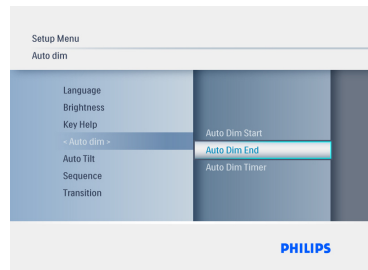 Setup Menu
Auto dim
Language
Brightness
Key Help
< Auto dim >
Auto Tilt
Sequence
Transition
Auto Dim Start
Auto Dim End
Auto Dim Timer
PHILIPS